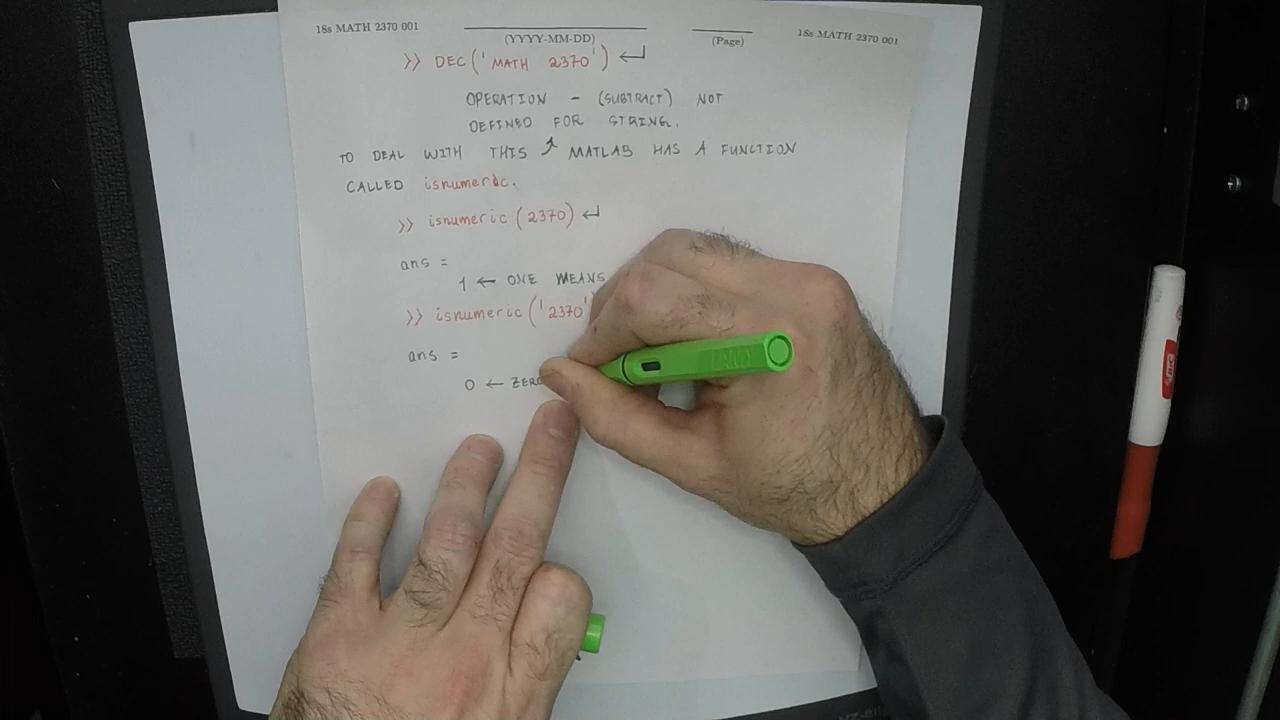 18s MATH 2370 001 (YYYY-MM-DD) (Page) 18s MATH 2370 001
>> DEC('MATH 2370') ↵
OPERATION - (SUBTRACT) NOT
DEFINED FOR STRING.
TO DEAL WITH THIS ⤴ MATLAB HAS A FUNCTION
CALLED isnumeric.
>> isnumeric (2370) ↵
ans =
1 ← ONE MEANS
>> isnumeric ('2370'
ans =
0 ← ZERO
BIC